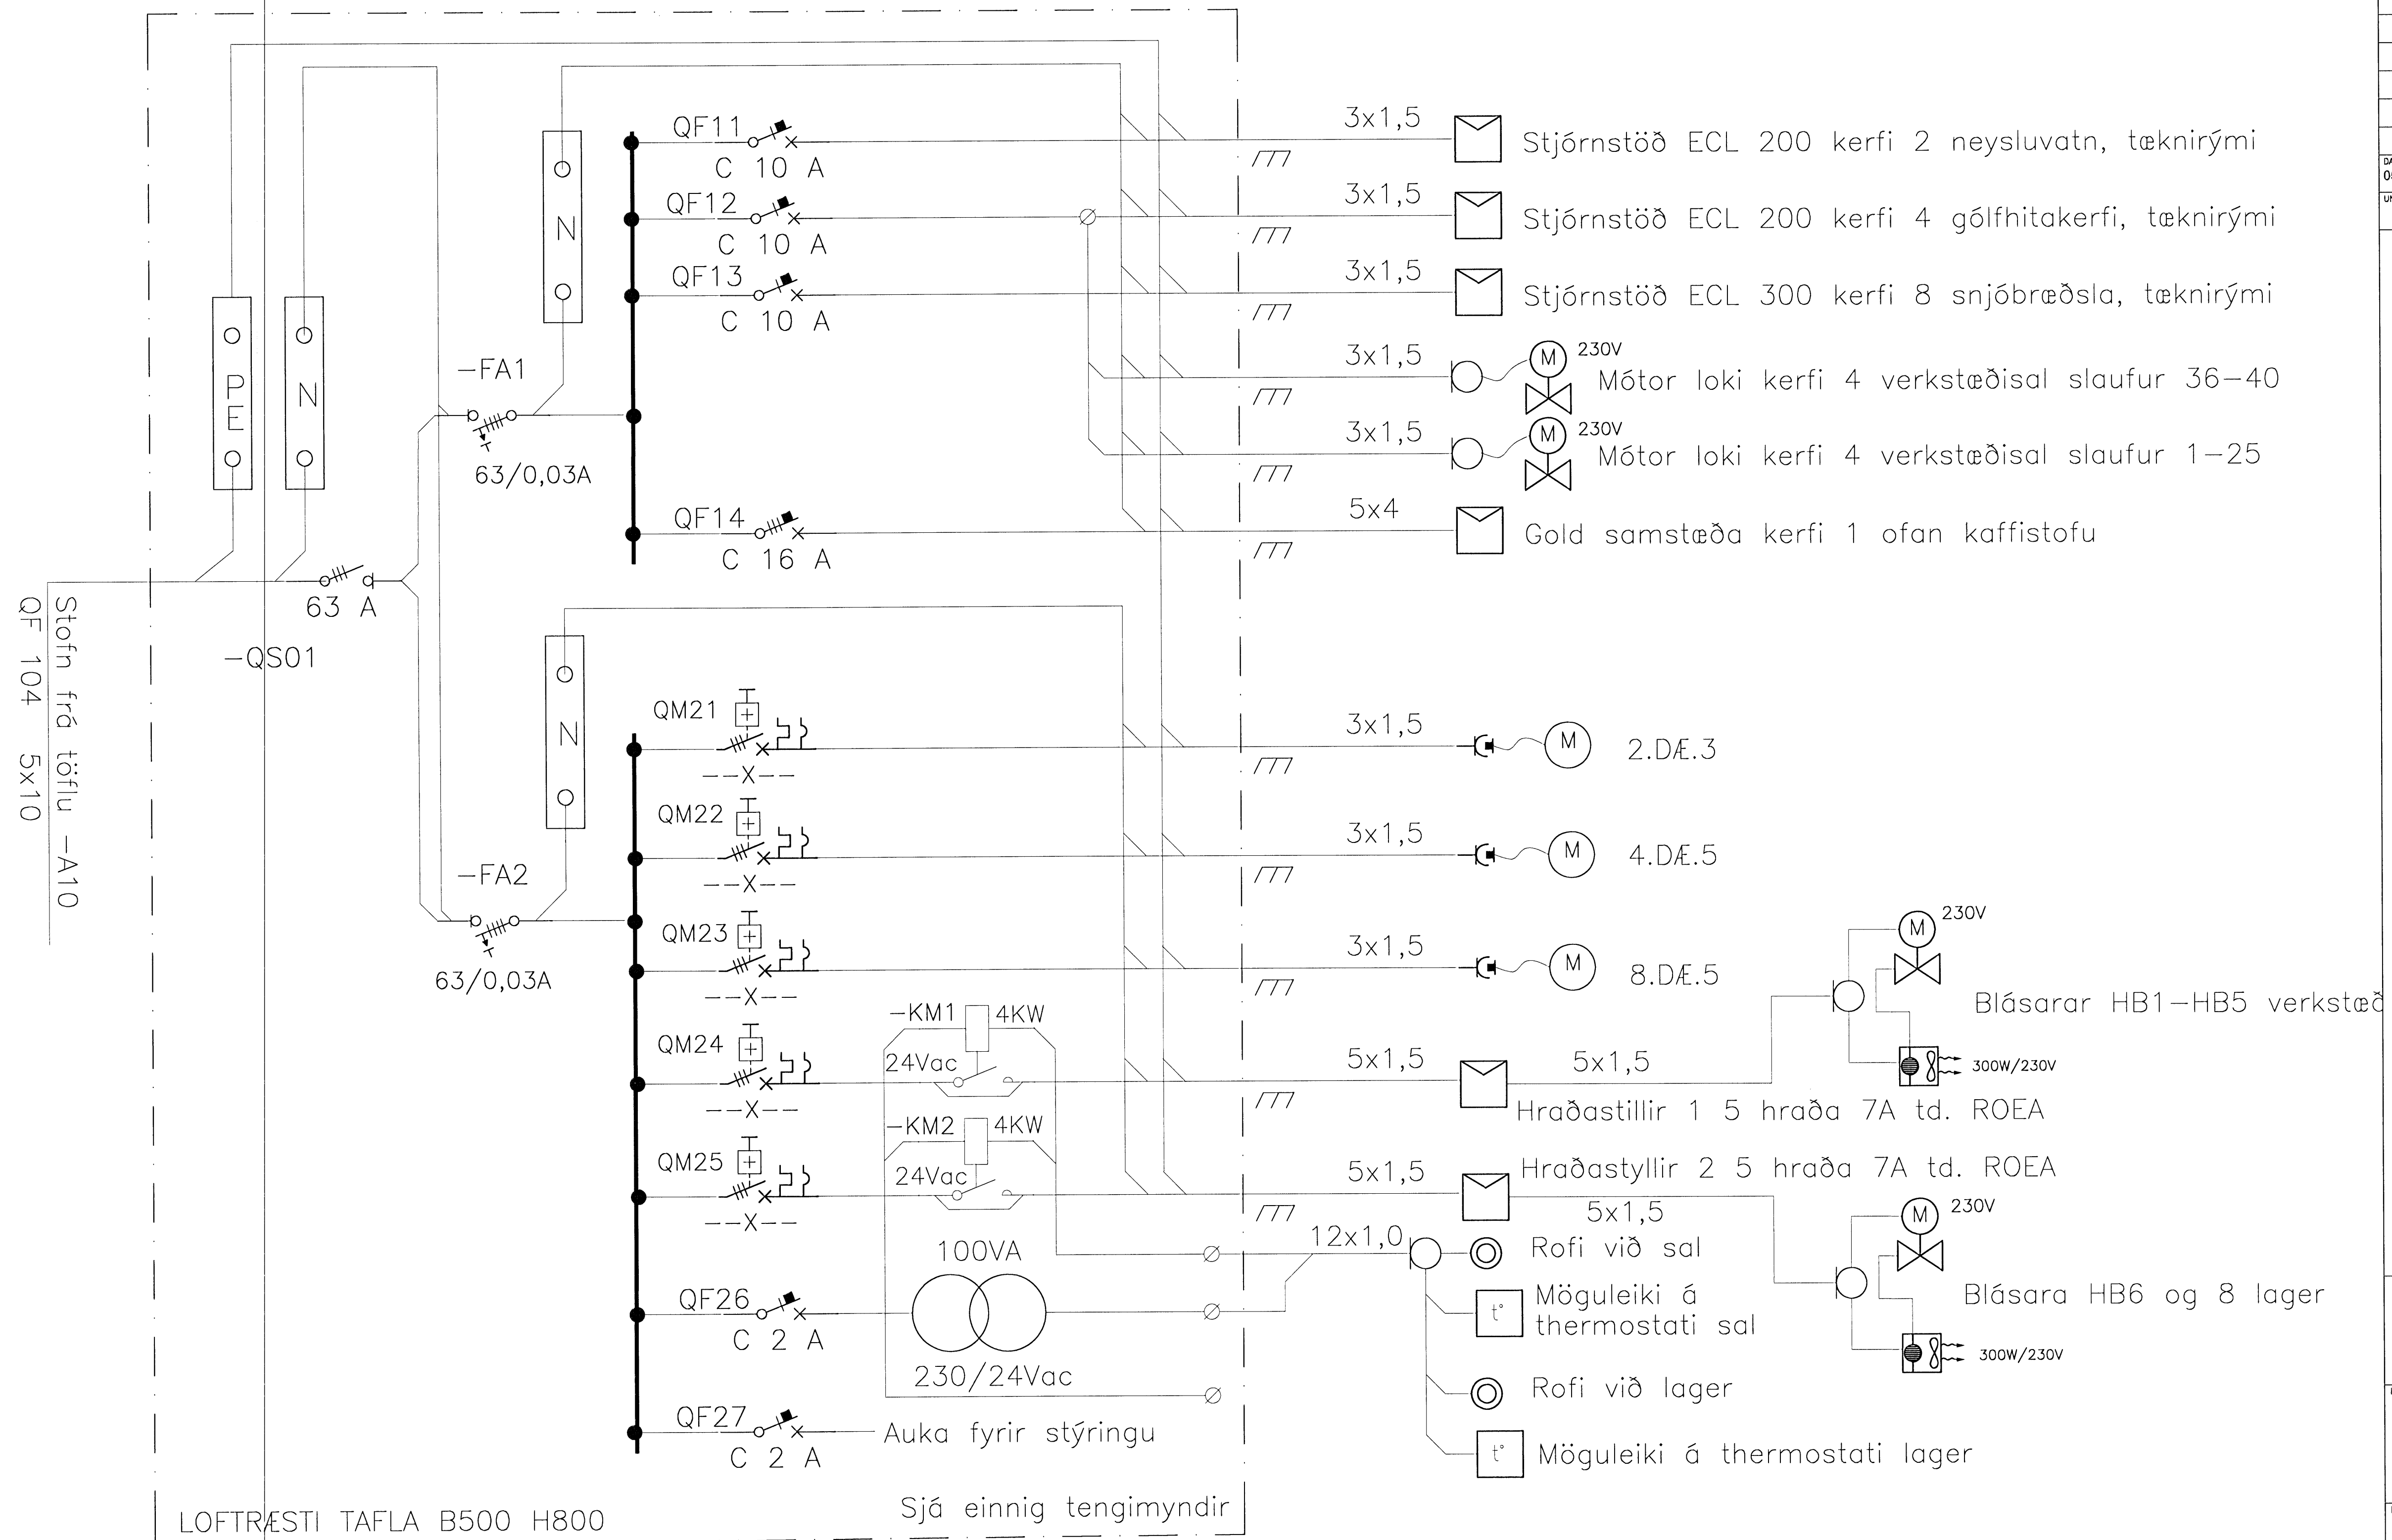 QF11
C 10 A
3x1,5
Stjórnstöð ECL 200 kerfi 2 neysluvatn, tæknirými
QF12
C 10 A
3x1,5
Stjórnstöð ECL 200 kerfi 4 gólfhitakerfi, tæknirými
QF13
C 10 A
3x1,5
Stjórnstöð ECL 300 kerfi 8 snjóbræðsla, tæknirými
N
PE
N
-FA1
63/0,03A
3x1,5
M
230V
Mótor loki kerfi 4 verkstæðisal slaufur 36-40
3x1,5
M
230V
Mótor loki kerfi 4 verkstæðisal slaufur 1-25
QF14
C 16 A
5x4
Gold samstæða kerfi 1 ofan kaffistofu
63 A
-QS01
Stofn frá töflu -A10
QF 104 5x10
N
-FA2
63/0,03A
QM21
--X--
3x1,5
M
2.DÆ.3
QM22
--X--
3x1,5
M
4.DÆ.5
QM23
--X--
3x1,5
M
8.DÆ.5
M
230V
Blásarar HB1-HB5 verkstæð
300W/230V
-KM1
4KW
QM24
24Vac
--X--
5x1,5
5x1,5
Hraðastillir 1 5 hraða 7A td. ROEA
-KM2
4KW
QM25
24Vac
--X--
5x1,5
Hraðastyllir 2 5 hraða 7A td. ROEA
5x1,5
M
230V
Blásara HB6 og 8 lager
300W/230V
12x1,0
Rofi við sal
t°
Möguleiki á
thermostati sal
Rofi við lager
t°
Möguleiki á thermostati lager
100VA
QF26
C 2 A
230/24Vac
QF27
C 2 A
Auka fyrir stýringu
Sjá einnig tengimyndir
LOFTRÆSTI TAFLA B500 H800